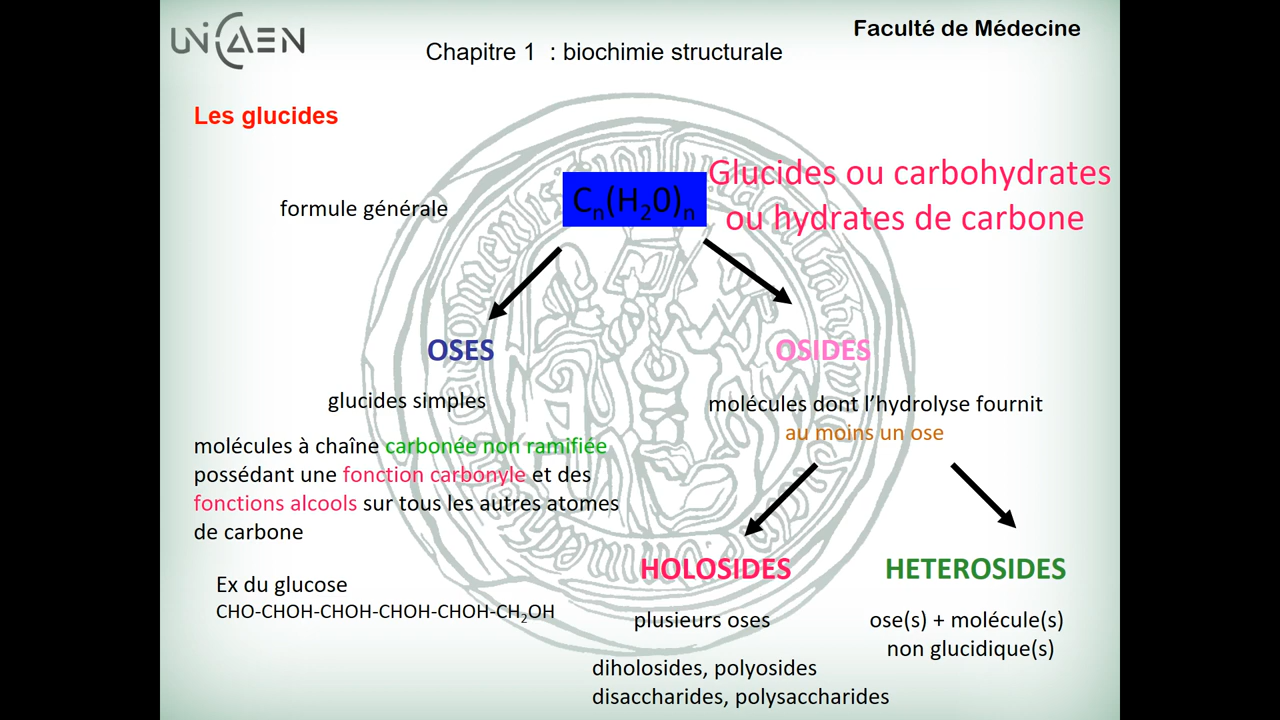 UNICAEN
Faculté de Médecine
Chapitre 1 : biochimie structurale
Les glucides
formule générale
Cₙ(H₂0)ₙ
Glucides ou carbohydrates
ou hydrates de carbone
OSES
glucides simples
molécules à chaîne carbonée non ramifiée
possédant une fonction carbonyle et des
fonctions alcools sur tous les autres atomes
de carbone
Ex du glucose
CHO-CHOH-CHOH-CHOH-CHOH-CH₂OH
OSIDES
molécules dont l’hydrolyse fournit
au moins un ose
HOLOSIDES
plusieurs oses
diholosides, polyosides
disaccharides, polysaccharides
HETEROSIDES
ose(s) + molécule(s)
non glucidique(s)